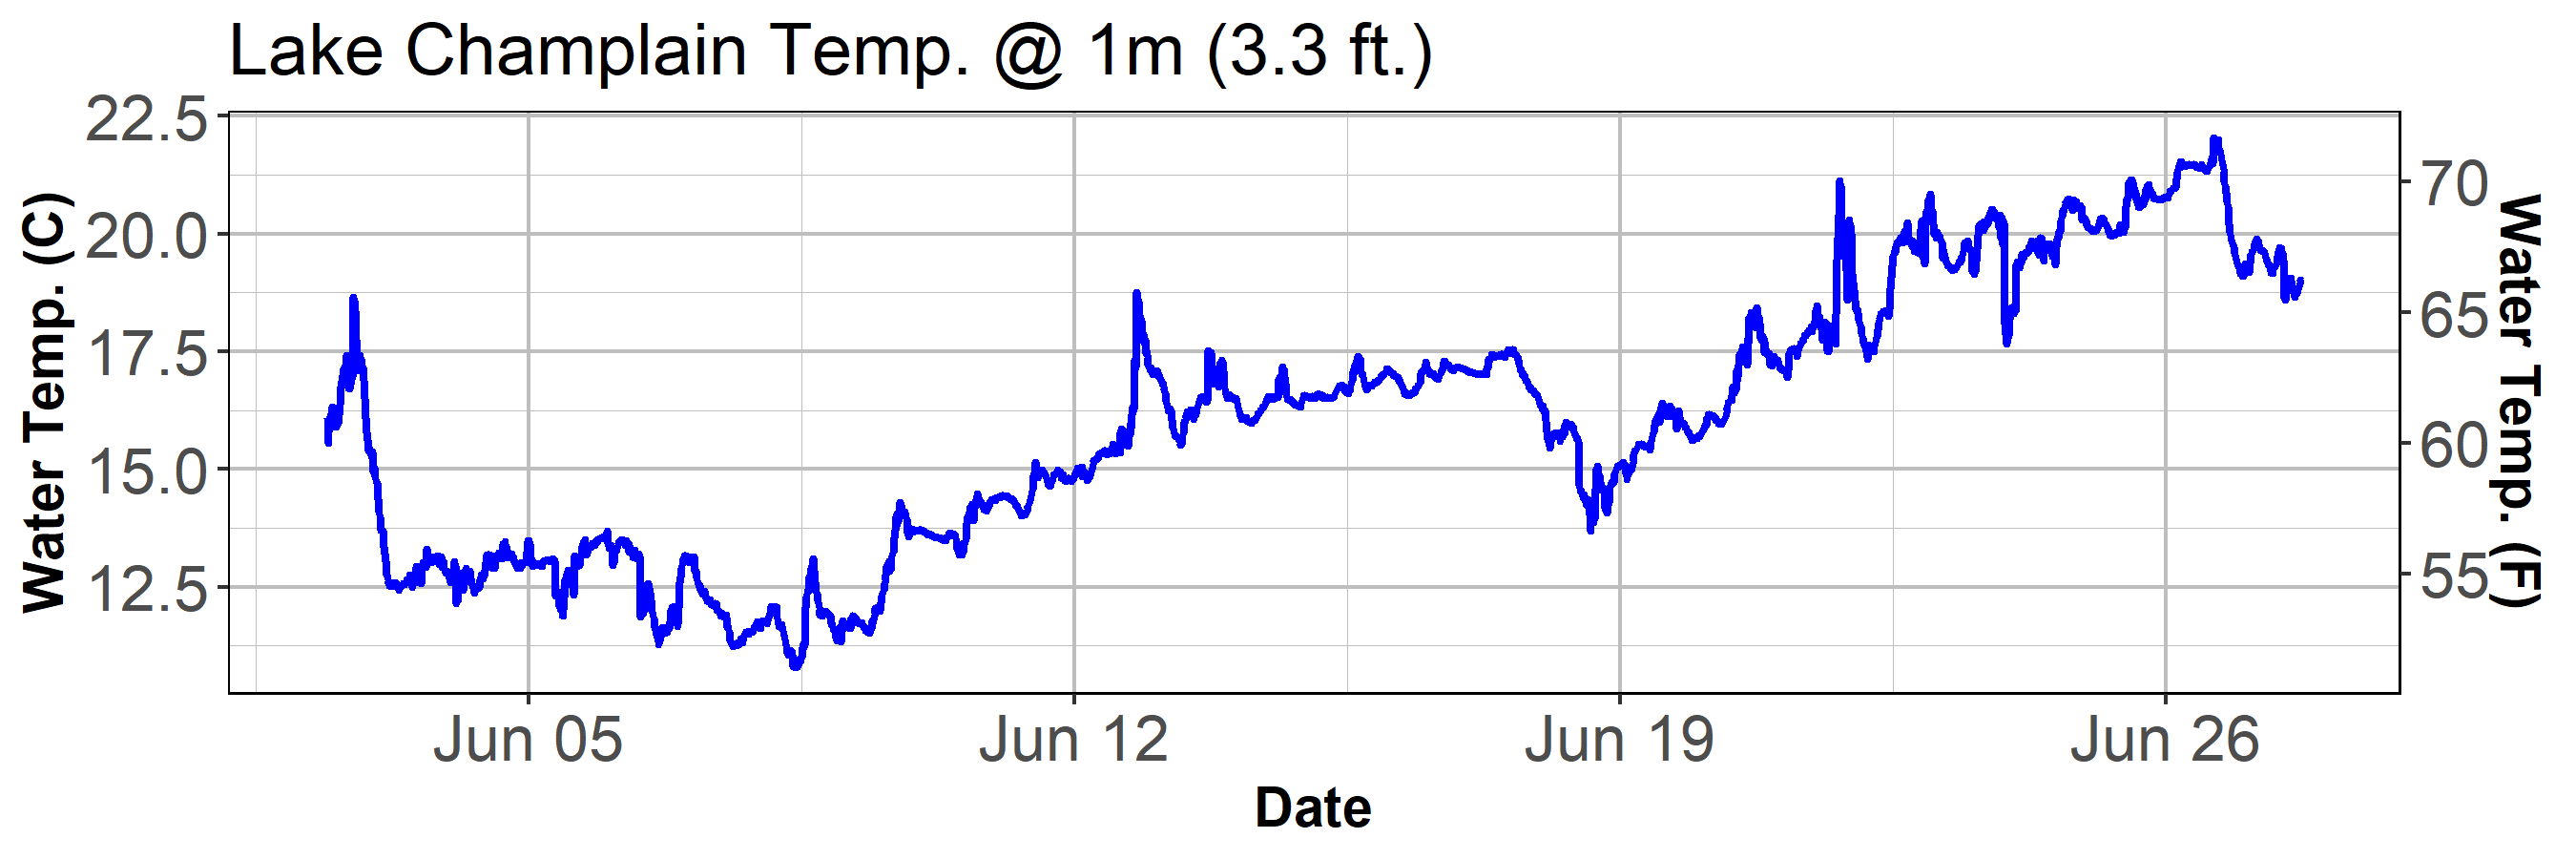 Lake Champlain Temp. @ 1m (3.3 ft.)
Water Temp. (C)
22.5
20.0
17.5
15.0
12.5
70
65
60
55
Water Temp. (F)
Jun 05 Jun 12 Jun 19 Jun 26
Date